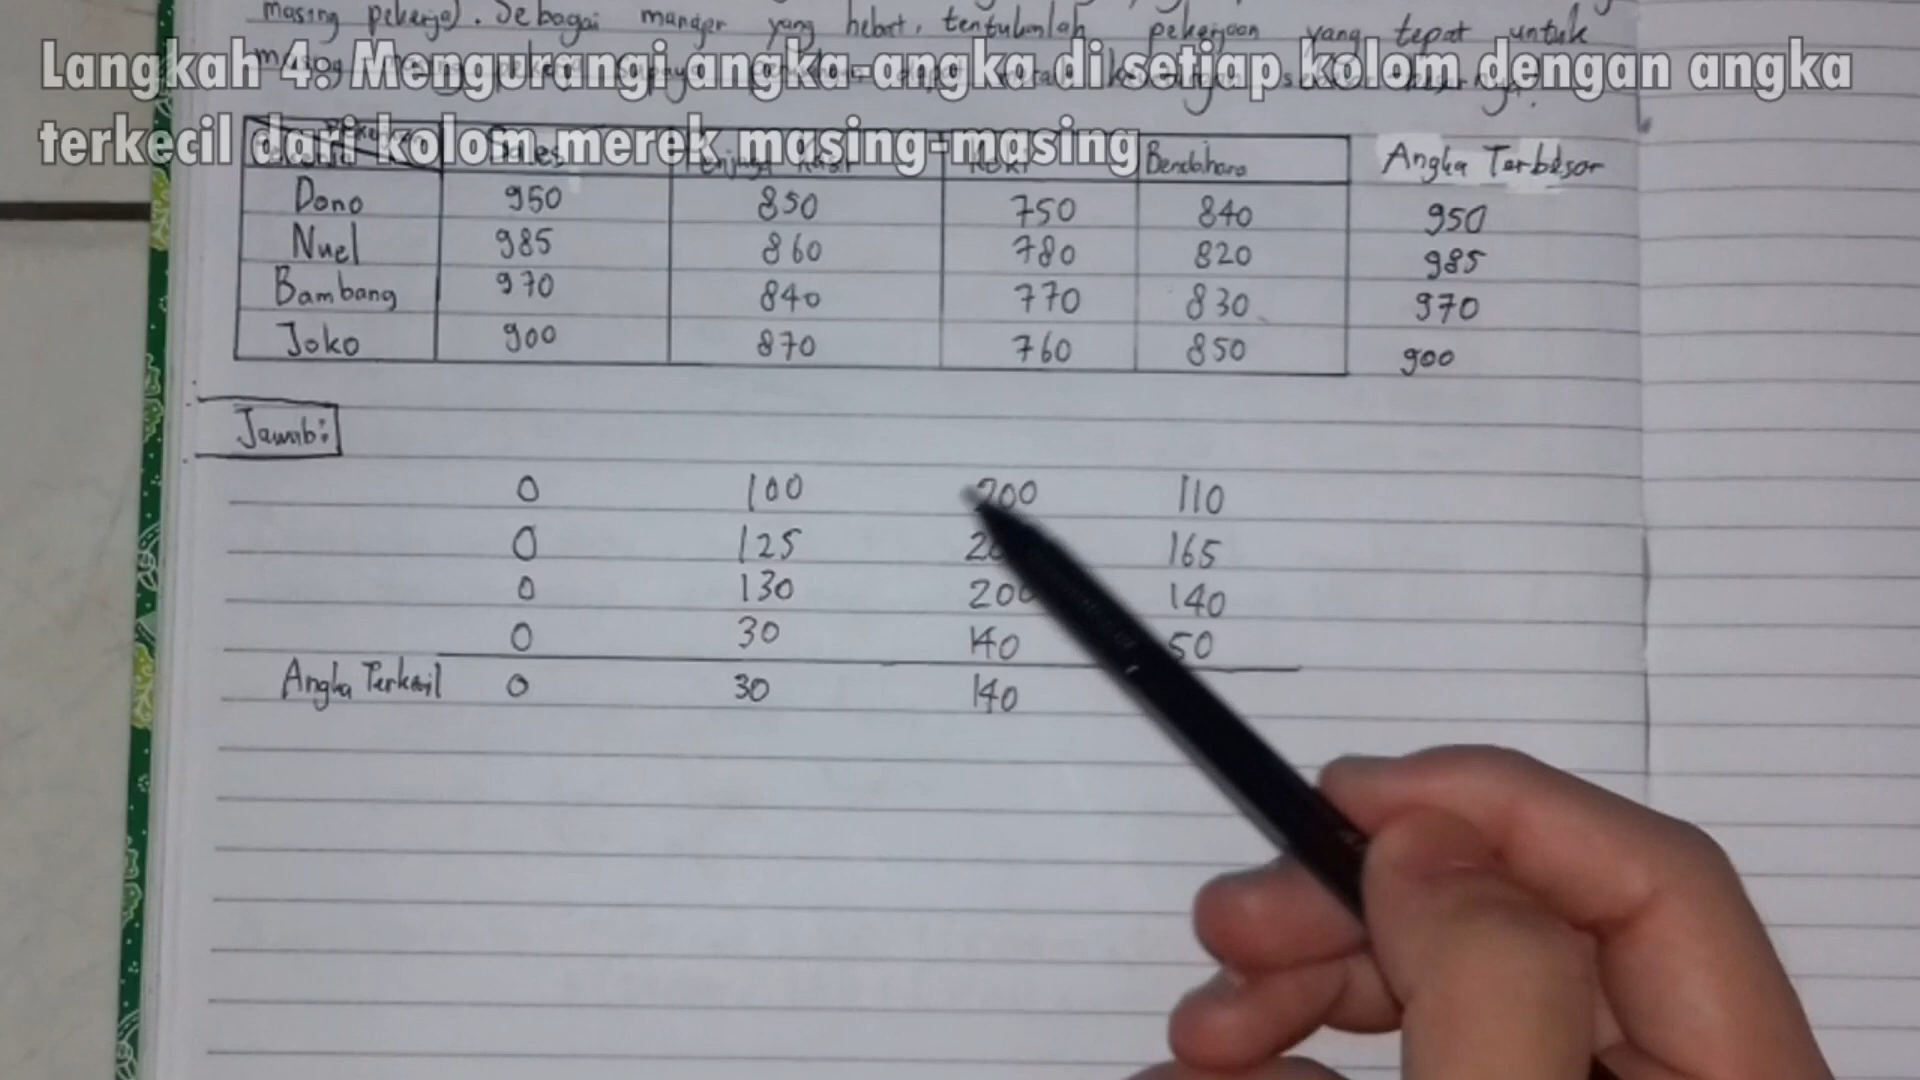 masing pekerja). Sebagai manajer yang hebat, tentukanlah pekerjaan yang tepat untuk
Langkah 4: Mengurangi angka-angka di setiap kolom dengan angka
terkecil dari kolom merek masing-masing
Sales Bendahara Angka Terbesar
Dono 950 850 750 840 950
Nuel 985 860 780 820 985
Bambang 970 840 770 830 970
Joko 900 870 760 850 900
Jawab:
0 100 200 110
0 125 165
0 130 200 140
0 30 140 50
Angka Terkecil 0 30 140